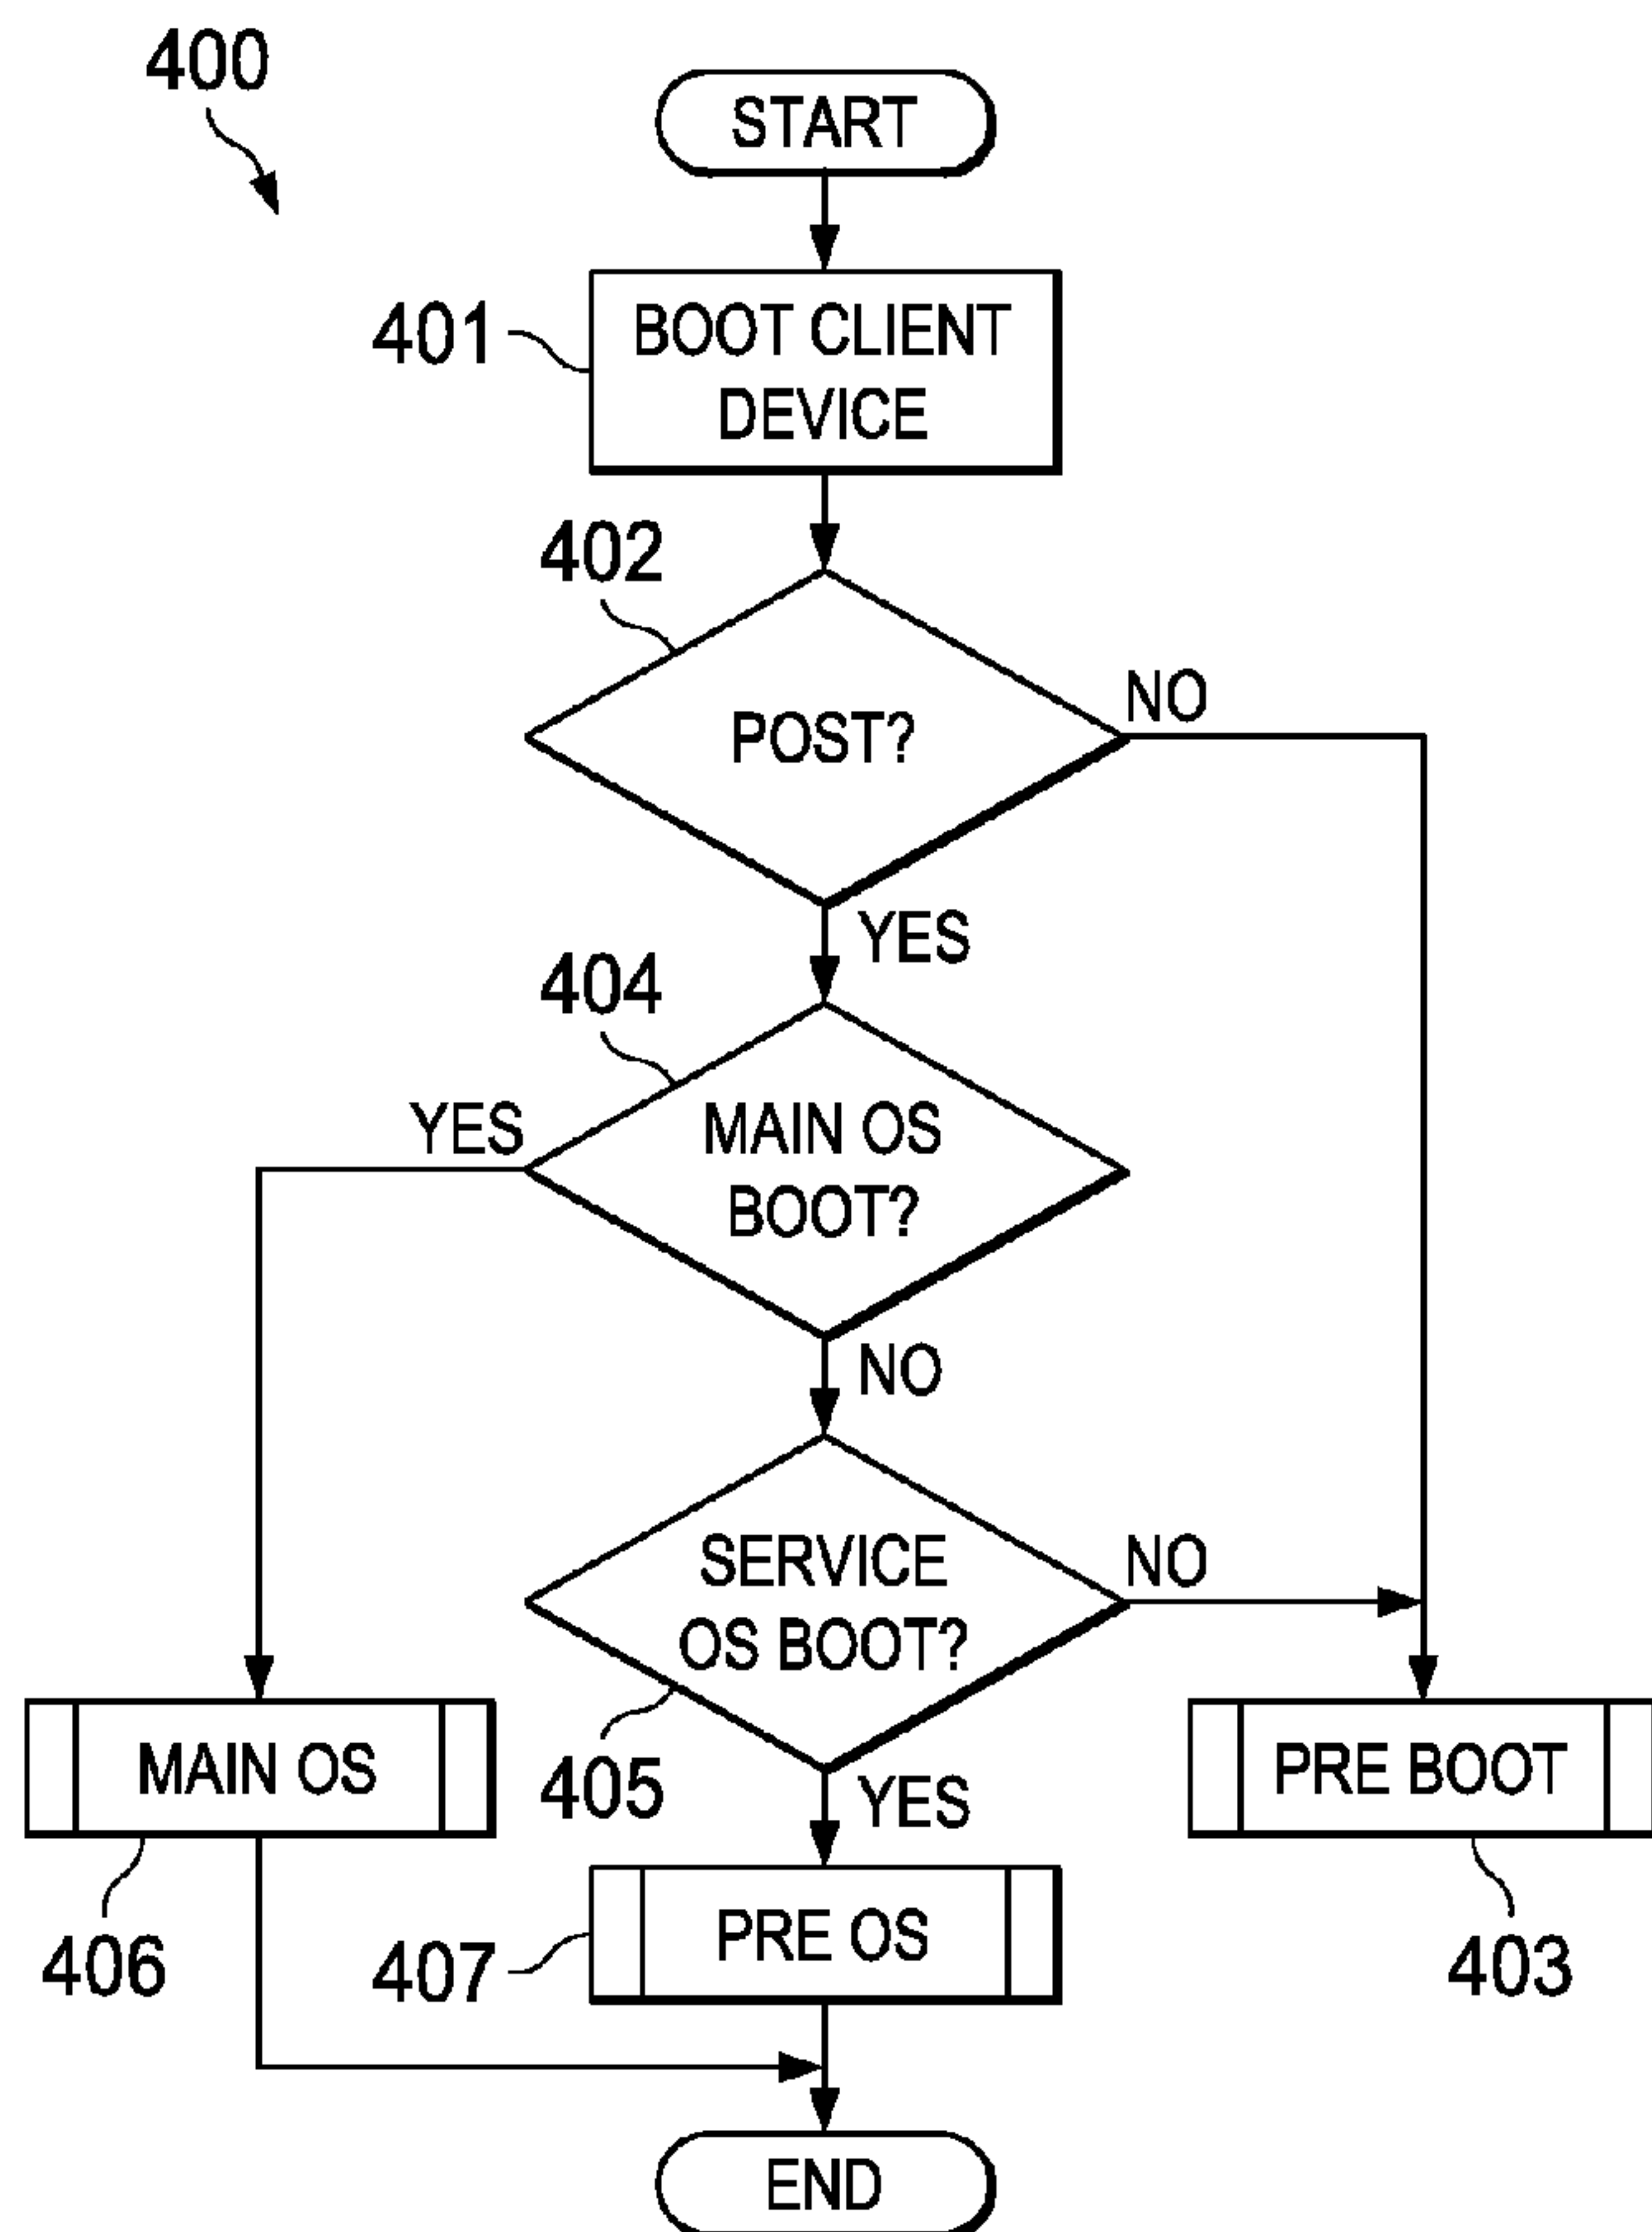 400
START
401
BOOT CLIENT
DEVICE
402
POST?
NO
YES
404
YES
MAIN OS
BOOT?
NO
SERVICE
OS BOOT?
NO
405
YES
MAIN OS
406
PRE BOOT
403
407
PRE OS
END